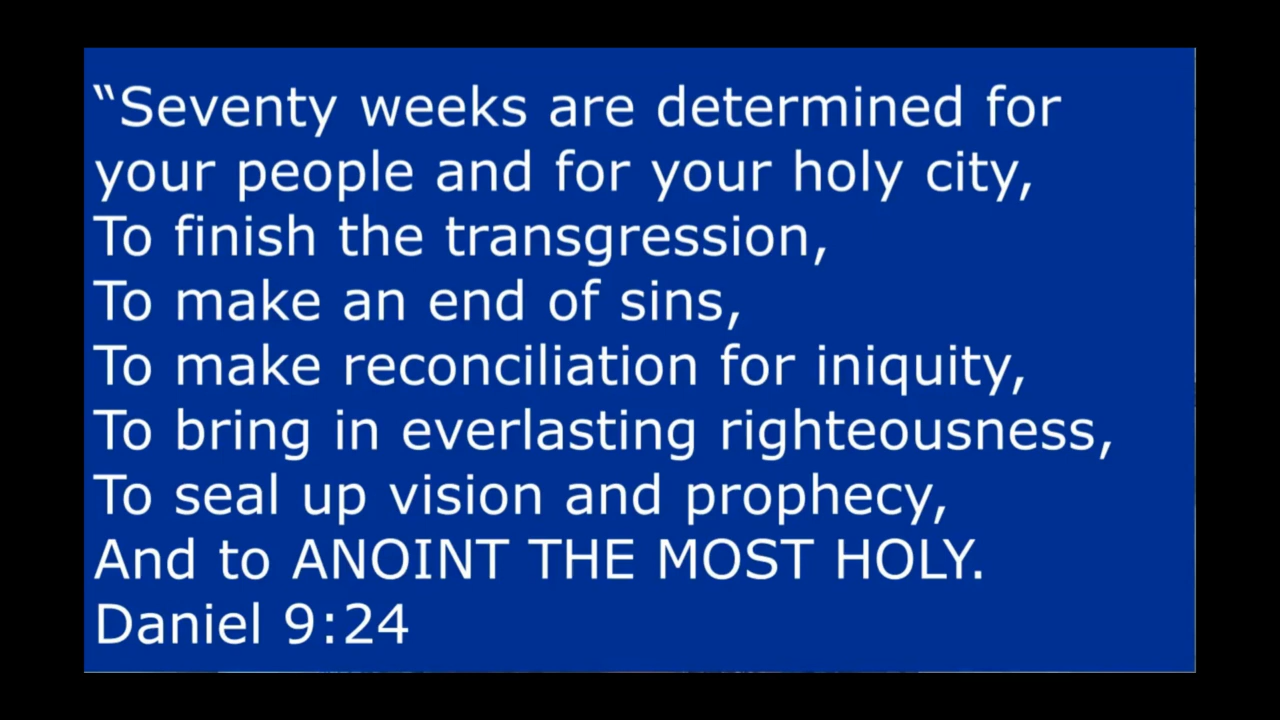 “Seventy weeks are determined for
your people and for your holy city,
To finish the transgression,
To make an end of sins,
To make reconciliation for iniquity,
To bring in everlasting righteousness,
To seal up vision and prophecy,
And to ANOINT THE MOST HOLY.
Daniel 9:24